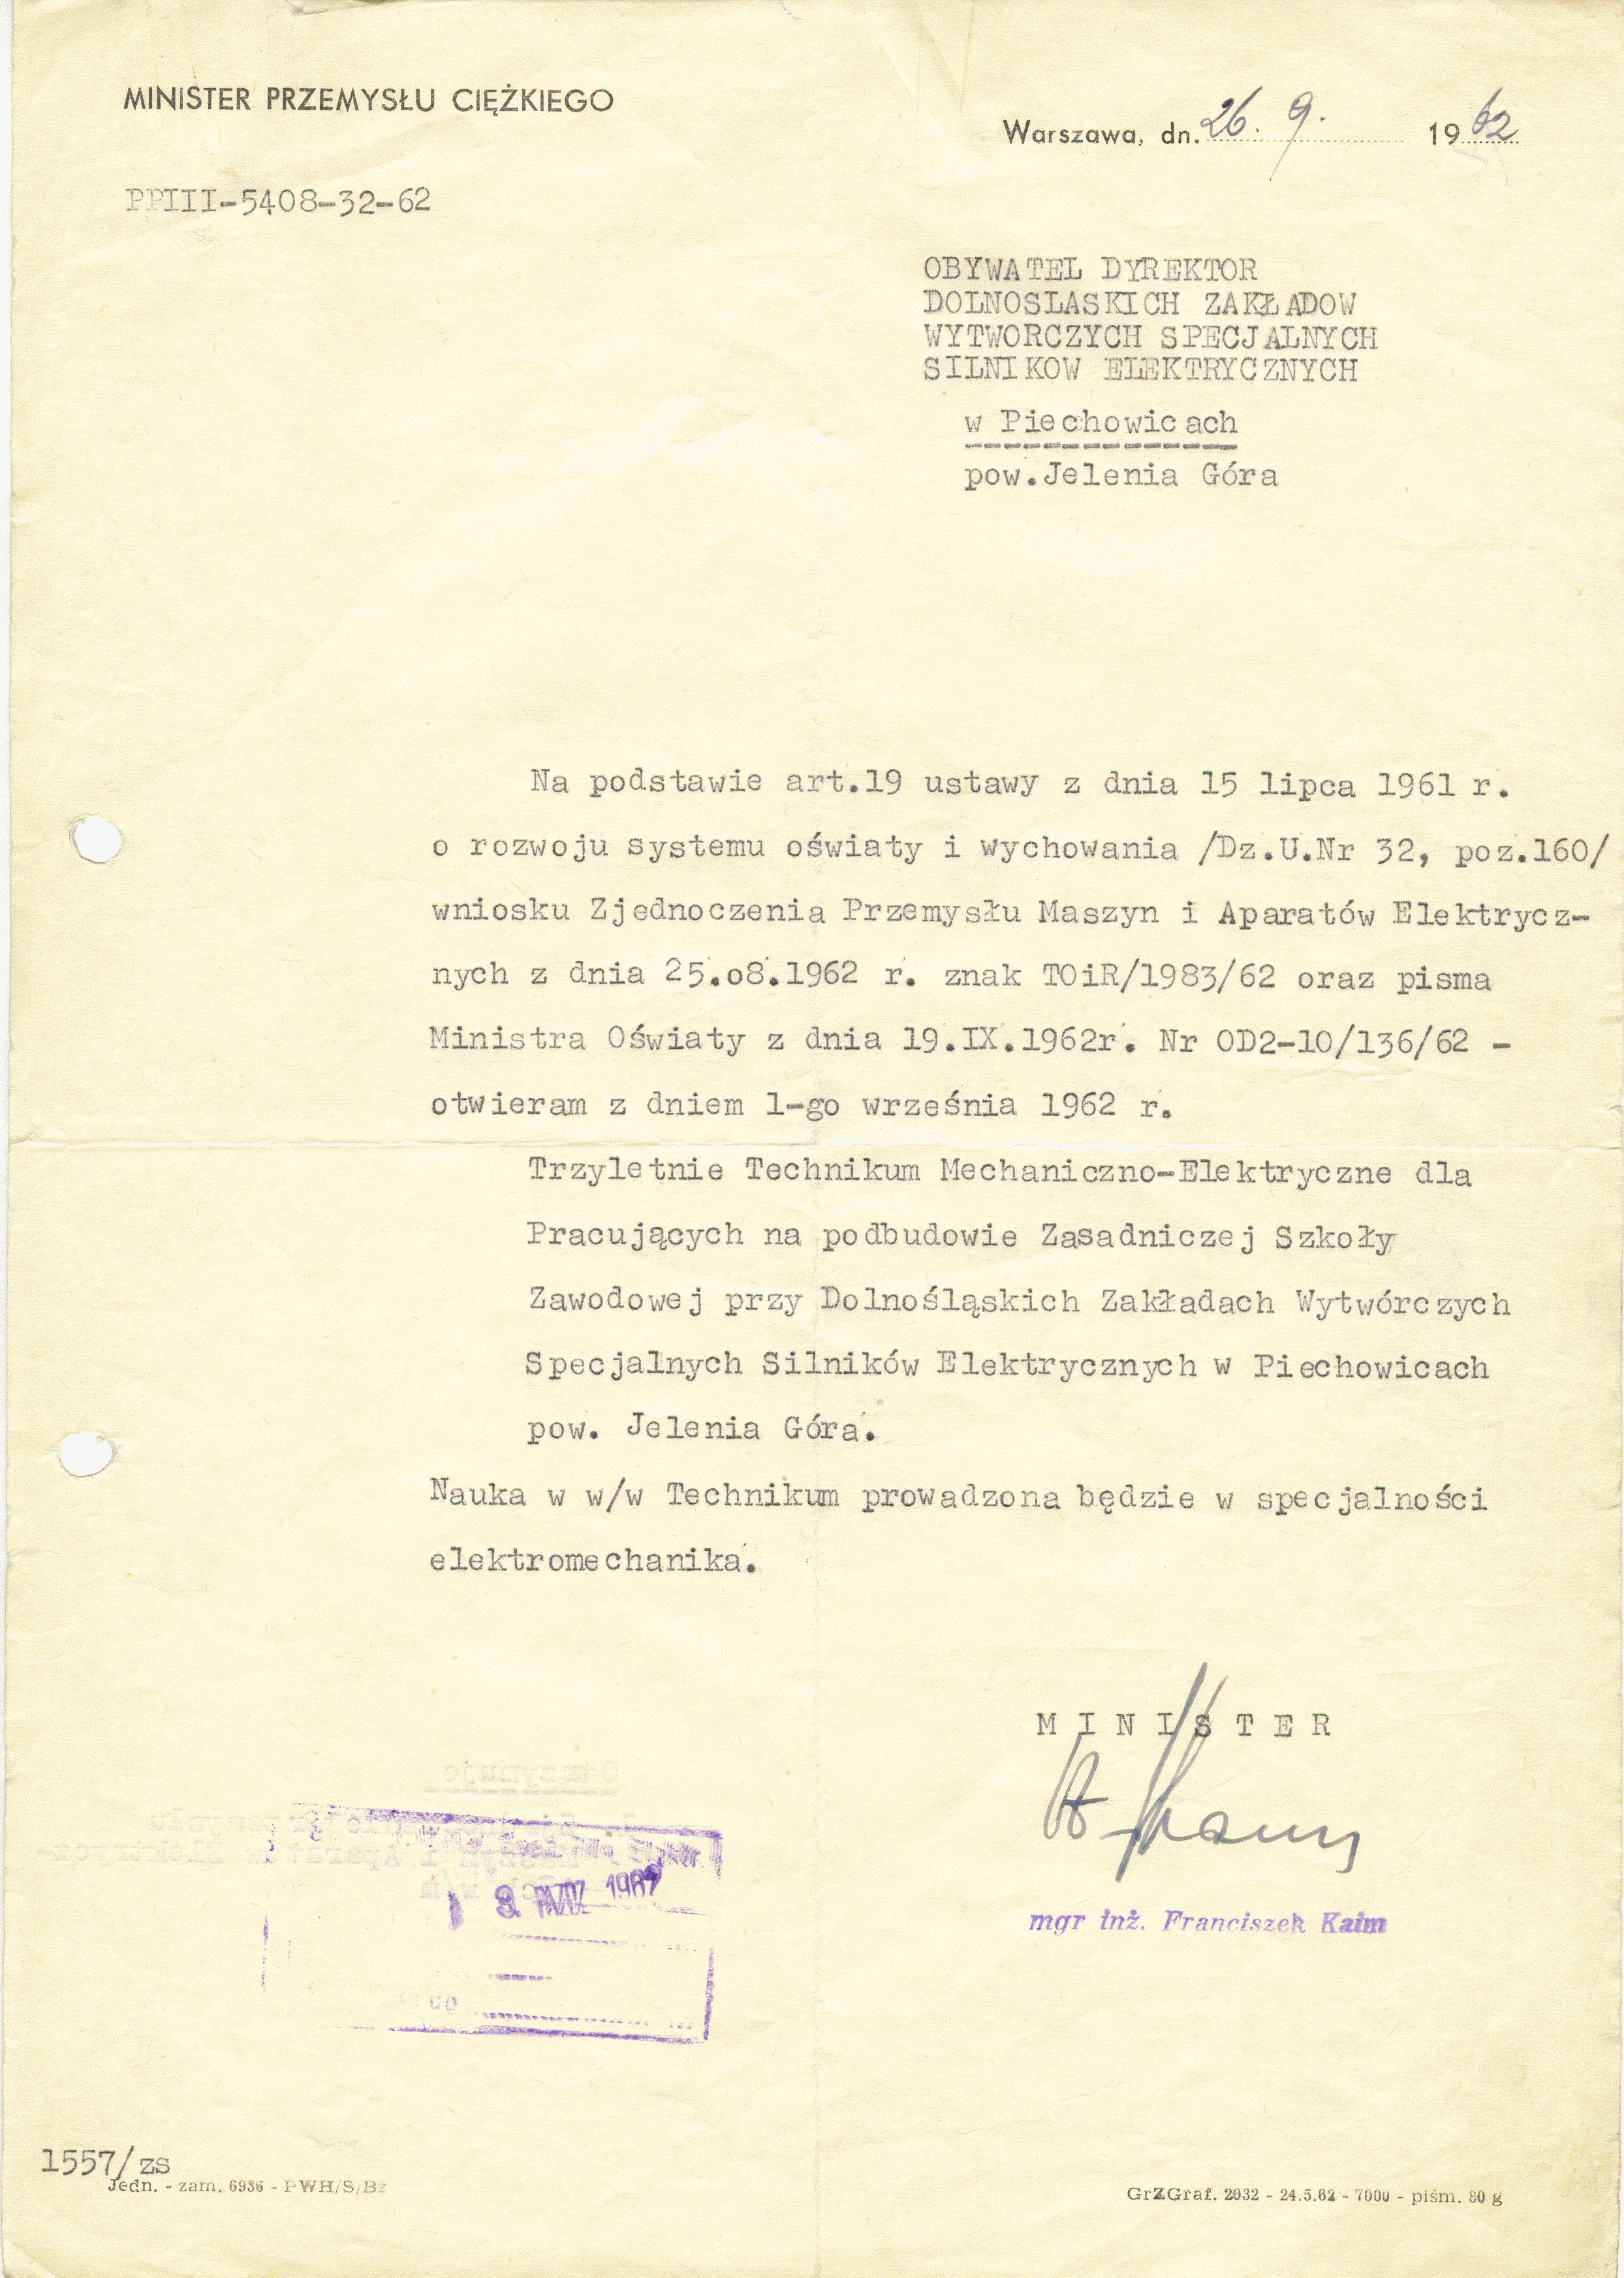 MINISTER PRZEMYSŁU CIĘŻKIEGO
Warszawa, dn. 26. 9. 1962
PPIII-5408-32-62
OBYWATEL DYREKTOR
DOLNOSLASKICH ZAKŁADOW
WYTWORCZYCH SPECJALNYCH
SILNIKOW ELEKTRYCZNYCH
w Piechowicach
pow.Jelenia Góra
Na podstawie art.19 ustawy z dnia 15 lipca 1961 r.
o rozwoju systemu oświaty i wychowania /Dz.U.Nr 32, poz.160/
wniosku Zjednoczenia Przemysłu Maszyn i Aparatów Elektrycz-
nych z dnia 25.o8.1962 r. znak TOiR/1983/62 oraz pisma
Ministra Oświaty z dnia 19.IX.1962r. Nr OD2-10/136/62 -
otwieram z dniem 1-go września 1962 r.
Trzyletnie Technikum Mechaniczno-Elektryczne dla
Pracujących na podbudowie Zasadniczej Szkoły
Zawodowej przy Dolnośląskich Zakładach Wytwórczych
Specjalnych Silników Elektrycznych w Piechowicach
pow. Jelenia Góra.
Nauka w w/w Technikum prowadzona będzie w specjalności
elektromechanika.
MINISTER
mgr inż. Franciszek Kaim
3. PAŹDZ. 1962
1557/zs
Jedn. - zam. 6936 - PWH/S/Bz
GrZGraf. 2032 - 24.5.62 - 7000 - piśm. 80 g